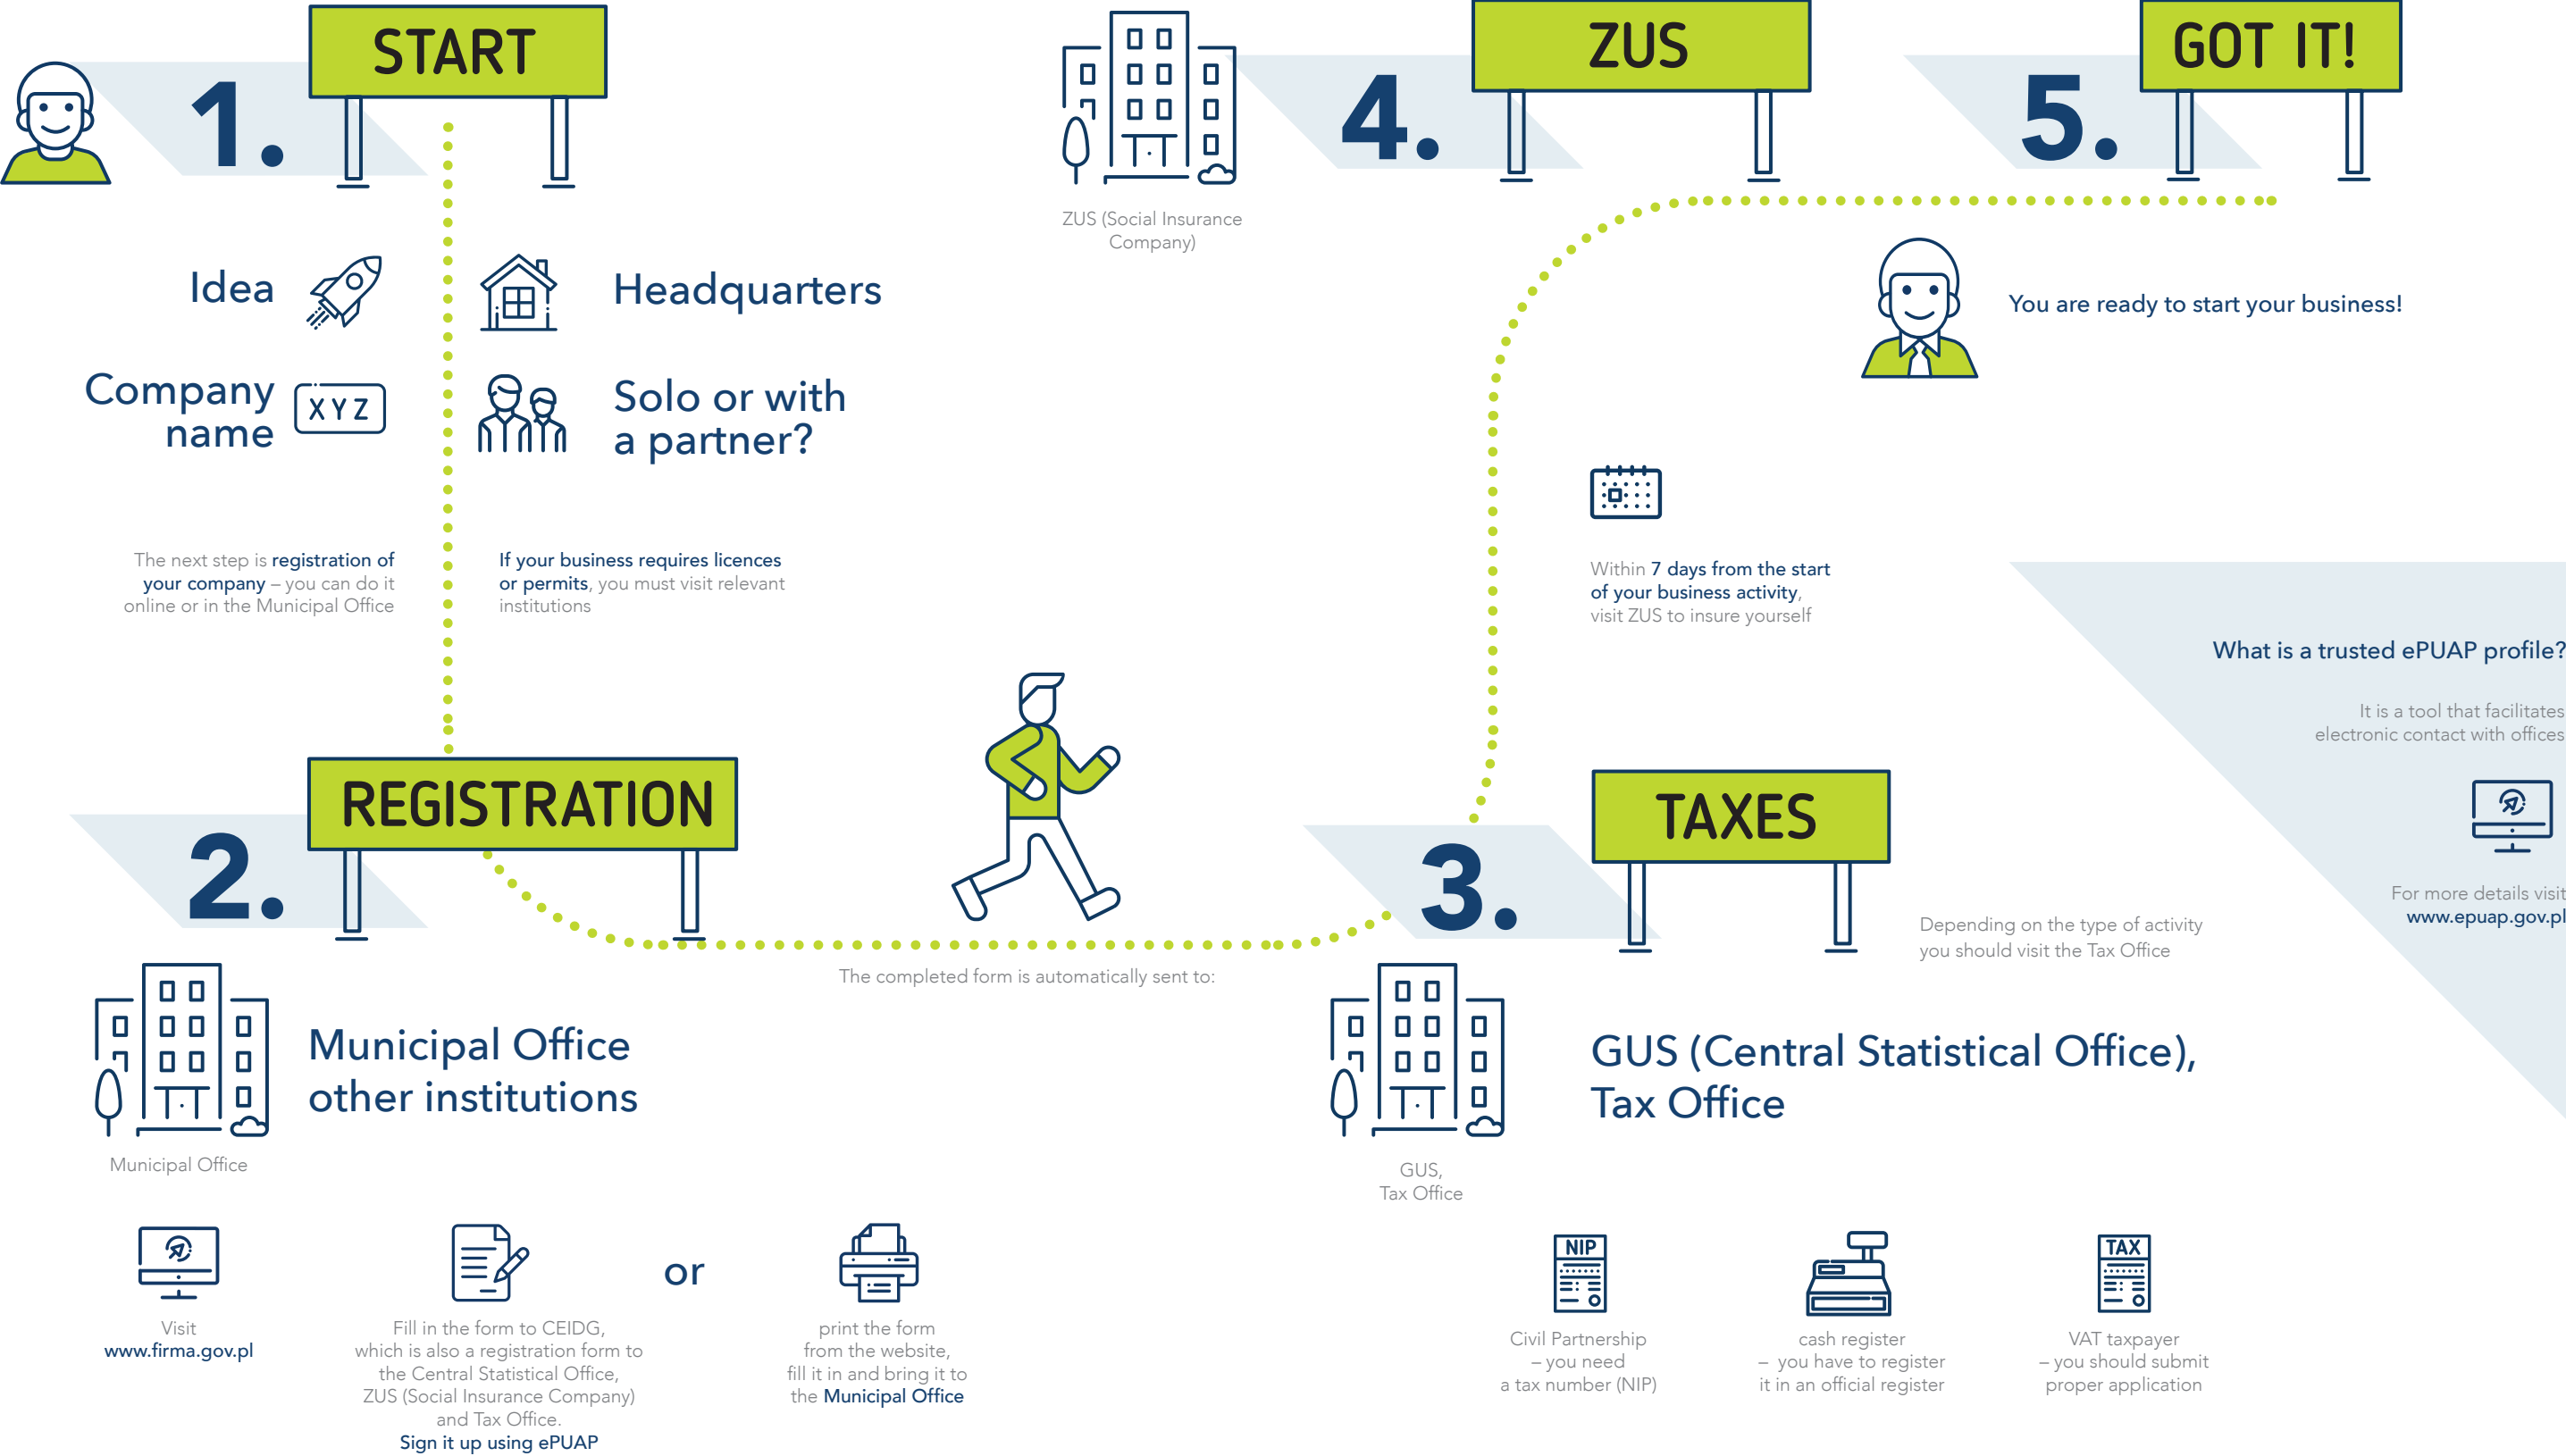 1.
START
Idea
Headquarters
Company
name
XYZ
Solo or with
a partner?
The next step is registration of
your company – you can do it
online or in the Municipal Office
If your business requires licences
or permits, you must visit relevant
institutions
2.
REGISTRATION
Municipal Office
other institutions
Municipal Office
Visit
www.firma.gov.pl
Fill in the form to CEIDG,
which is also a registration form to
the Central Statistical Office,
ZUS (Social Insurance Company)
and Tax Office.
Sign it up using ePUAP
or
print the form
from the website,
fill it in and bring it to
the Municipal Office
The completed form is automatically sent to:
3.
TAXES
Depending on the type of activity
you should visit the Tax Office
GUS (Central Statistical Office),
Tax Office
GUS,
Tax Office
NIP
Civil Partnership
– you need
a tax number (NIP)
cash register
– you have to register
it in an official register
TAX
VAT taxpayer
– you should submit
proper application
4.
ZUS
ZUS (Social Insurance
Company)
Within 7 days from the start
of your business activity,
visit ZUS to insure yourself
5.
GOT IT!
You are ready to start your business!
What is a trusted ePUAP profile?
It is a tool that facilitates
electronic contact with offices
For more details visit
www.epuap.gov.pl